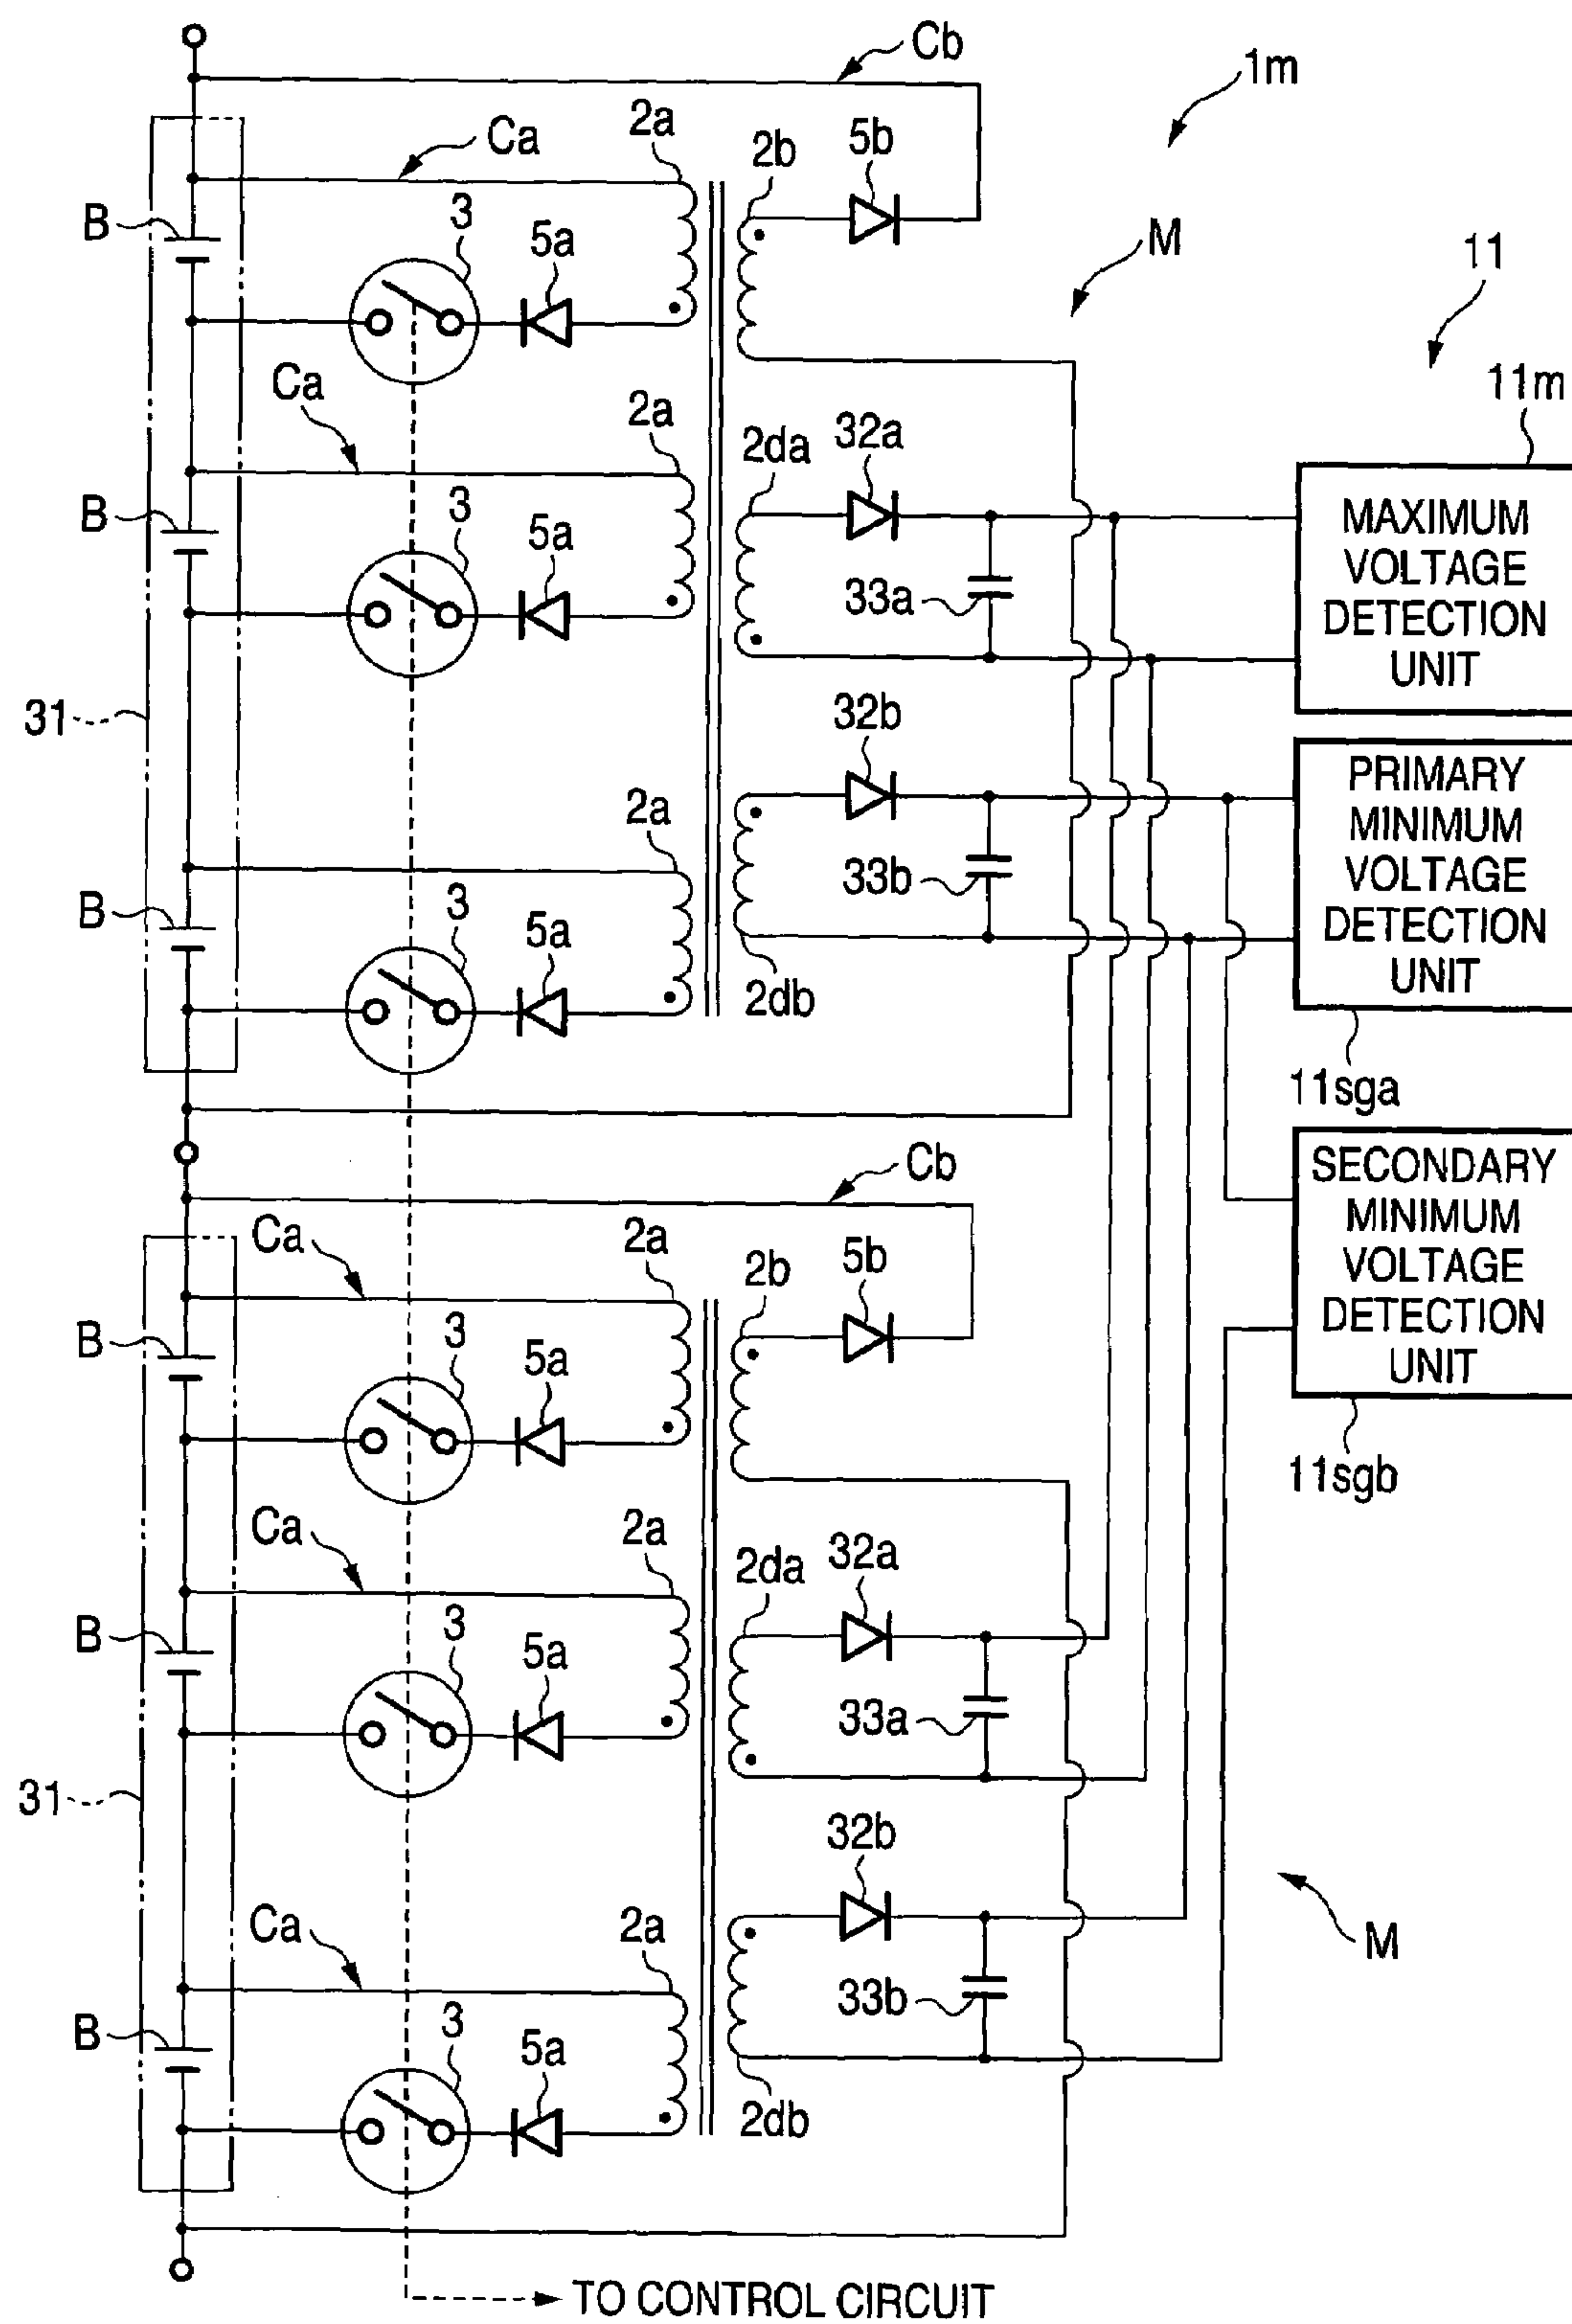 Cb
1m
Ca
2a
2b
5b
M
B
3
5a
11
11m
Ca
2a
2da
32a
B
3
5a
33a
MAXIMUM
VOLTAGE
DETECTION
UNIT
31
32b
2a
B
3
5a
33b
2db
PRIMARY
MINIMUM
VOLTAGE
DETECTION
UNIT
11sga
Cb
SECONDARY
MINIMUM
VOLTAGE
DETECTION
UNIT
11sgb
Ca
2a
2b
5b
B
3
5a
Ca
2a
2da
32a
B
3
5a
33a
31
32b
Ca
2a
M
B
3
5a
33b
2db
TO CONTROL CIRCUIT